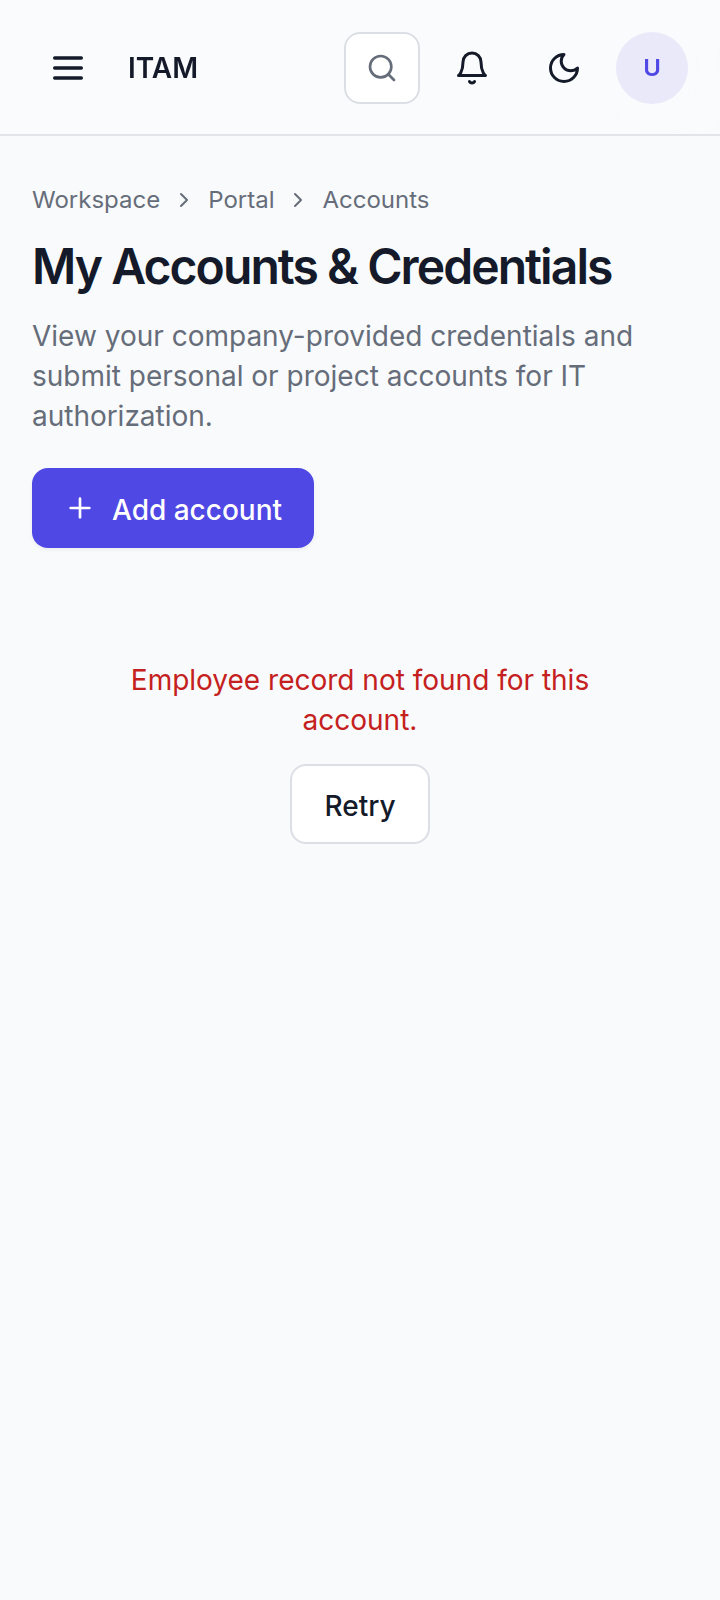 ITAM
U
Workspace > Portal > Accounts
My Accounts & Credentials
View your company-provided credentials and
submit personal or project accounts for IT
authorization.
+ Add account
Employee record not found for this
account.
Retry